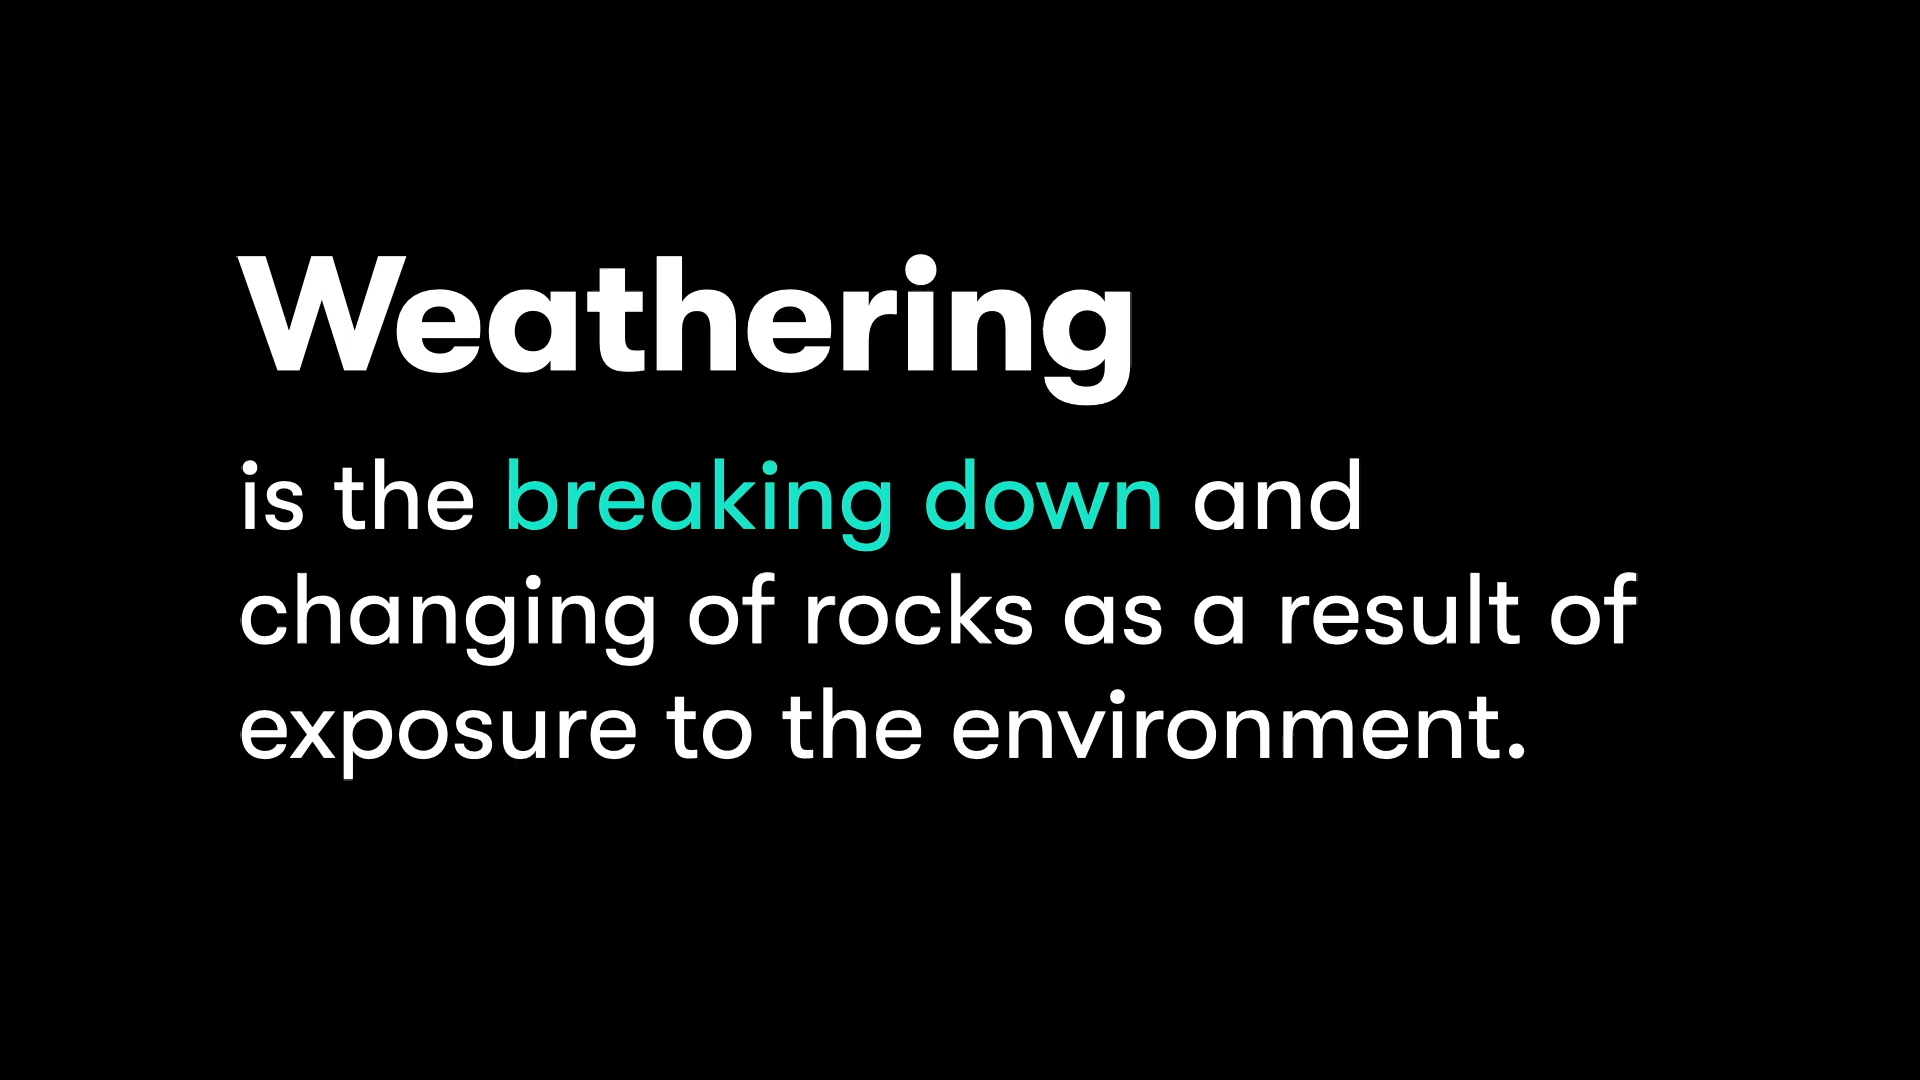 Weathering
is the breaking down and
changing of rocks as a result of
exposure to the environment.